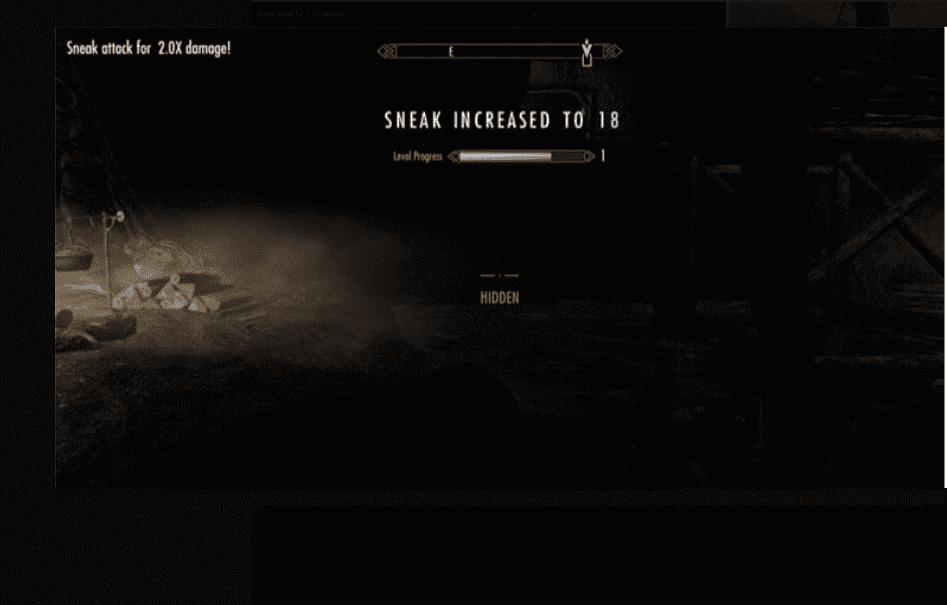 Sneak attack for 2.0X damage!
E
SNEAK INCREASED TO 18
Level Progress 1
HIDDEN